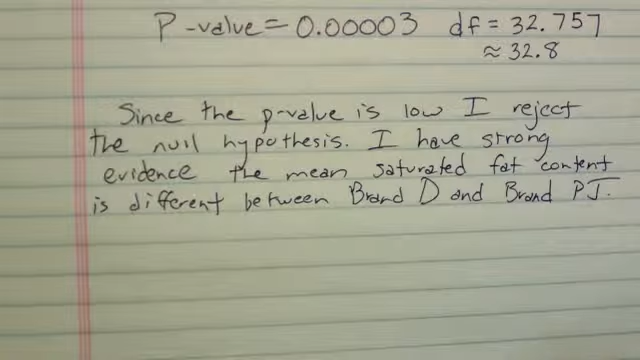 P-value = 0.00003 df = 32.757
≈ 32.8
Since the p-value is low I reject
the null hypothesis. I have strong
evidence the mean saturated fat content
is different between Brand D and Brand PJ.